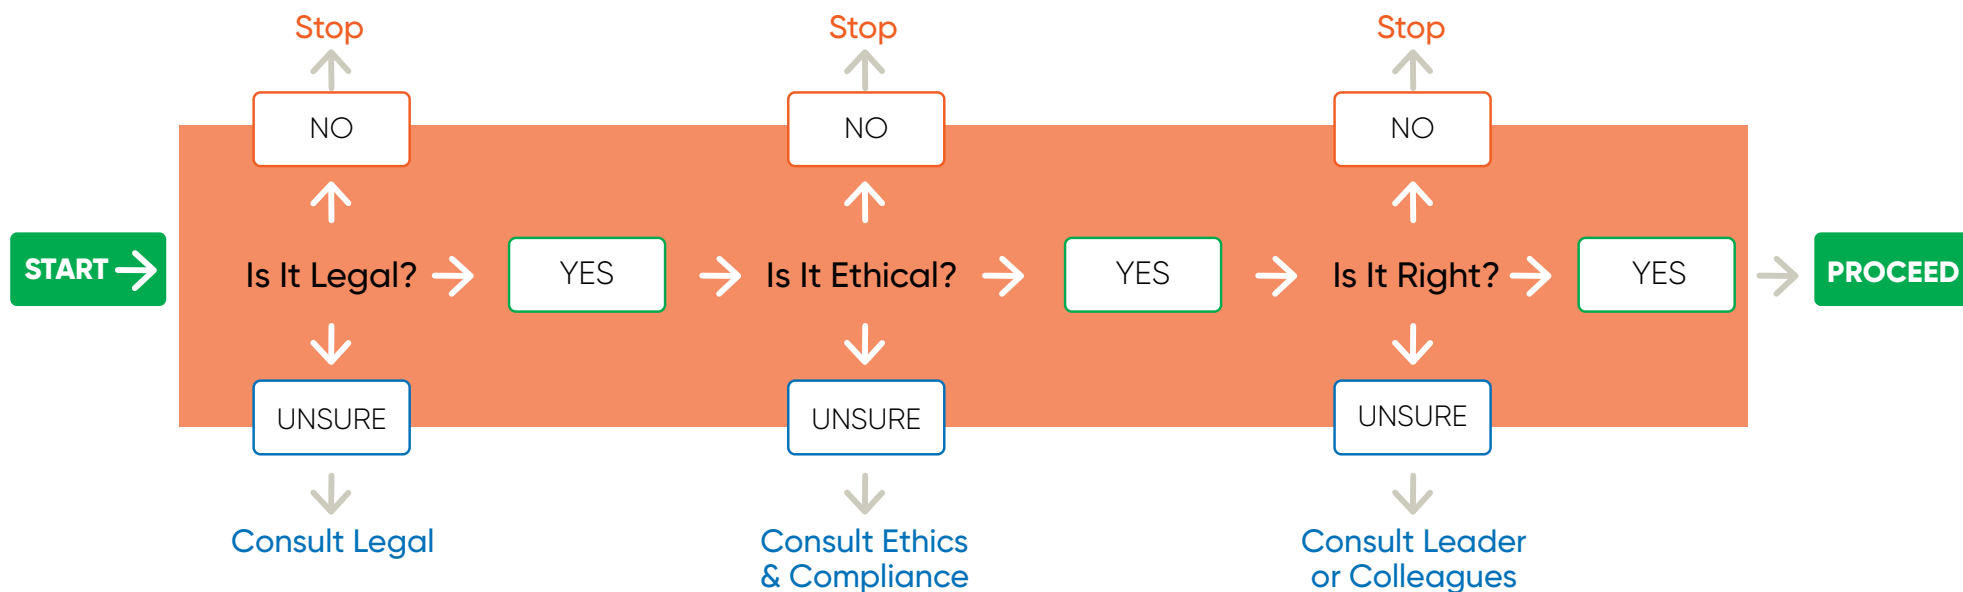 Stop
Stop
Stop
NO
NO
NO
START
Is It Legal?
YES
Is It Ethical?
YES
Is It Right?
YES
PROCEED
UNSURE
UNSURE
UNSURE
Consult Legal
Consult Ethics
& Compliance
Consult Leader
or Colleagues